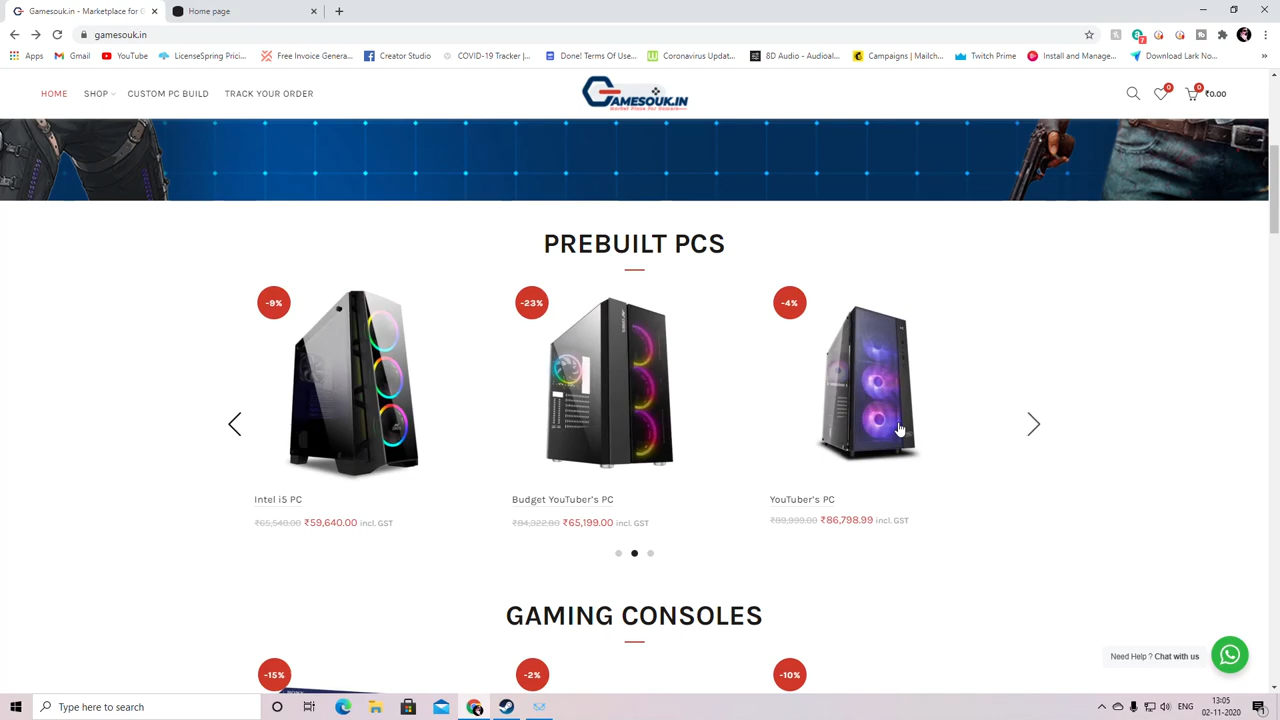 Gamesouk.in - Marketplace for G
Home page
gamesouk.in
Apps
Gmail
YouTube
LicenseSpring Prici...
Free Invoice Genera...
Creator Studio
COVID-19 Tracker |...
Done! Terms Of Use...
Coronavirus Updat...
8D Audio - Audioal...
Campaigns | Mailch...
Twitch Prime
Install and Manage...
Download Lark No...
»
HOME
SHOP
CUSTOM PC BUILD
TRACK YOUR ORDER
GAMESOUK.IN
Market Place For Gamers
0
0
₹0.00
PREBUILT PCS
-9%
-23%
-4%
Intel i5 PC
Budget YouTuber's PC
YouTuber's PC
₹65,540.00 ₹59,640.00 incl. GST
₹84,322.80 ₹65,199.00 incl. GST
₹89,999.00 ₹86,798.99 incl. GST
GAMING CONSOLES
-15%
-2%
-10%
Need Help ? Chat with us
Type here to search
ENG
13:05
02-11-2020